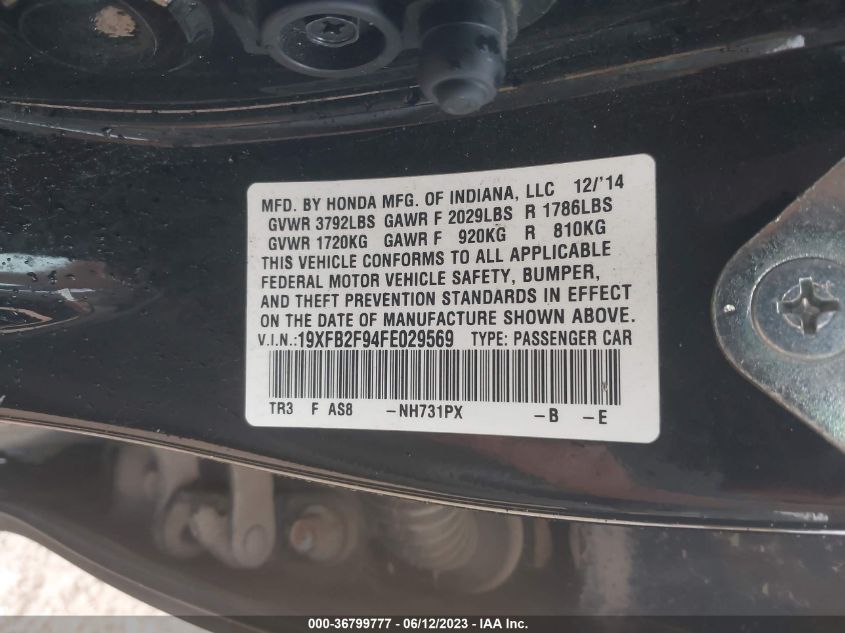 MFD. BY HONDA MFG. OF INDIANA, LLC 12/'14
GVWR 3792LBS GAWR F 2029LBS R 1786LBS
GVWR 1720KG GAWR F 920KG R 810KG
THIS VEHICLE CONFORMS TO ALL APPLICABLE
FEDERAL MOTOR VEHICLE SAFETY, BUMPER,
AND THEFT PREVENTION STANDARDS IN EFFECT
ON THE DATE OF MANUFACTURE SHOWN ABOVE.
V.I.N.:19XFB2F94FE029569 TYPE: PASSENGER CAR
TR3 F AS8 -NH731PX -B -E
000-36799777 - 06/12/2023 - IAA Inc.